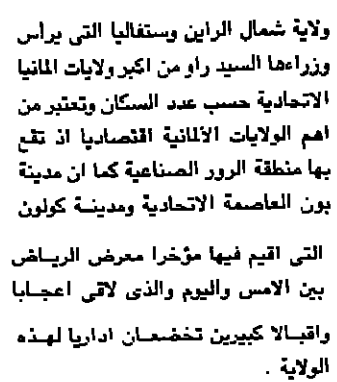 ولاية شمال الراين وستفاليا التى يرأس
وزراءها السيد راو من اكبر ولايات المانيا
الاتحادية حسب عدد السكان وتعتبر من
اهم الولايات الالمانية اقتصاديا اذ تقع
بها منطقة الرور الصناعية كما ان مدينة
بون العاصمة الاتحادية ومدينة كولون
التى اقيم فيها مؤخرا معرض الرياض
بين الامس واليوم والذى لاقى اعجابا
واقبالا كبيرين تخضعان اداريا لهذه
الولاية .